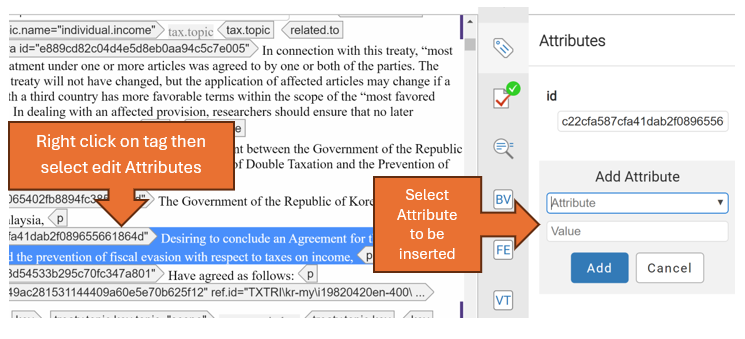 ic.name="individual.income" tax.topic tax.topic related.to
a id="e889cd82c04d4e5d8eb0aa94c5c7e005" In connection with this treaty, "most
atment under one or more articles was agreed to by one or both of the parties. The
treaty will not have changed, but the application of affected articles may change if a
h a third country has more favorable terms within the scope of the "most favored
In dealing with an affected provision, researchers should ensure that no later
Right click on tag then
select edit Attributes
nt between the Government of the Republic
of Double Taxation and the Prevention of
065402fb8894fc38 d" The Government of the Republic of Kore
laysia, p
fa41dab2f089655661864d" Desiring to conclude an Agreement for t
d the prevention of fiscal evasion with respect to taxes on income, p
3d54533b295c70fc347a801" Have agreed as follows: p
49ac281531144409a60e5e70b625f12" ref.id="TXTRI\kr-my\i19820420en-400\ ...
Select
Attribute
to be
inserted
BV
FE
VT
Attributes
id
c22cfa587cfa41dab2f0896556
Add Attribute
Attribute
Value
Add Cancel